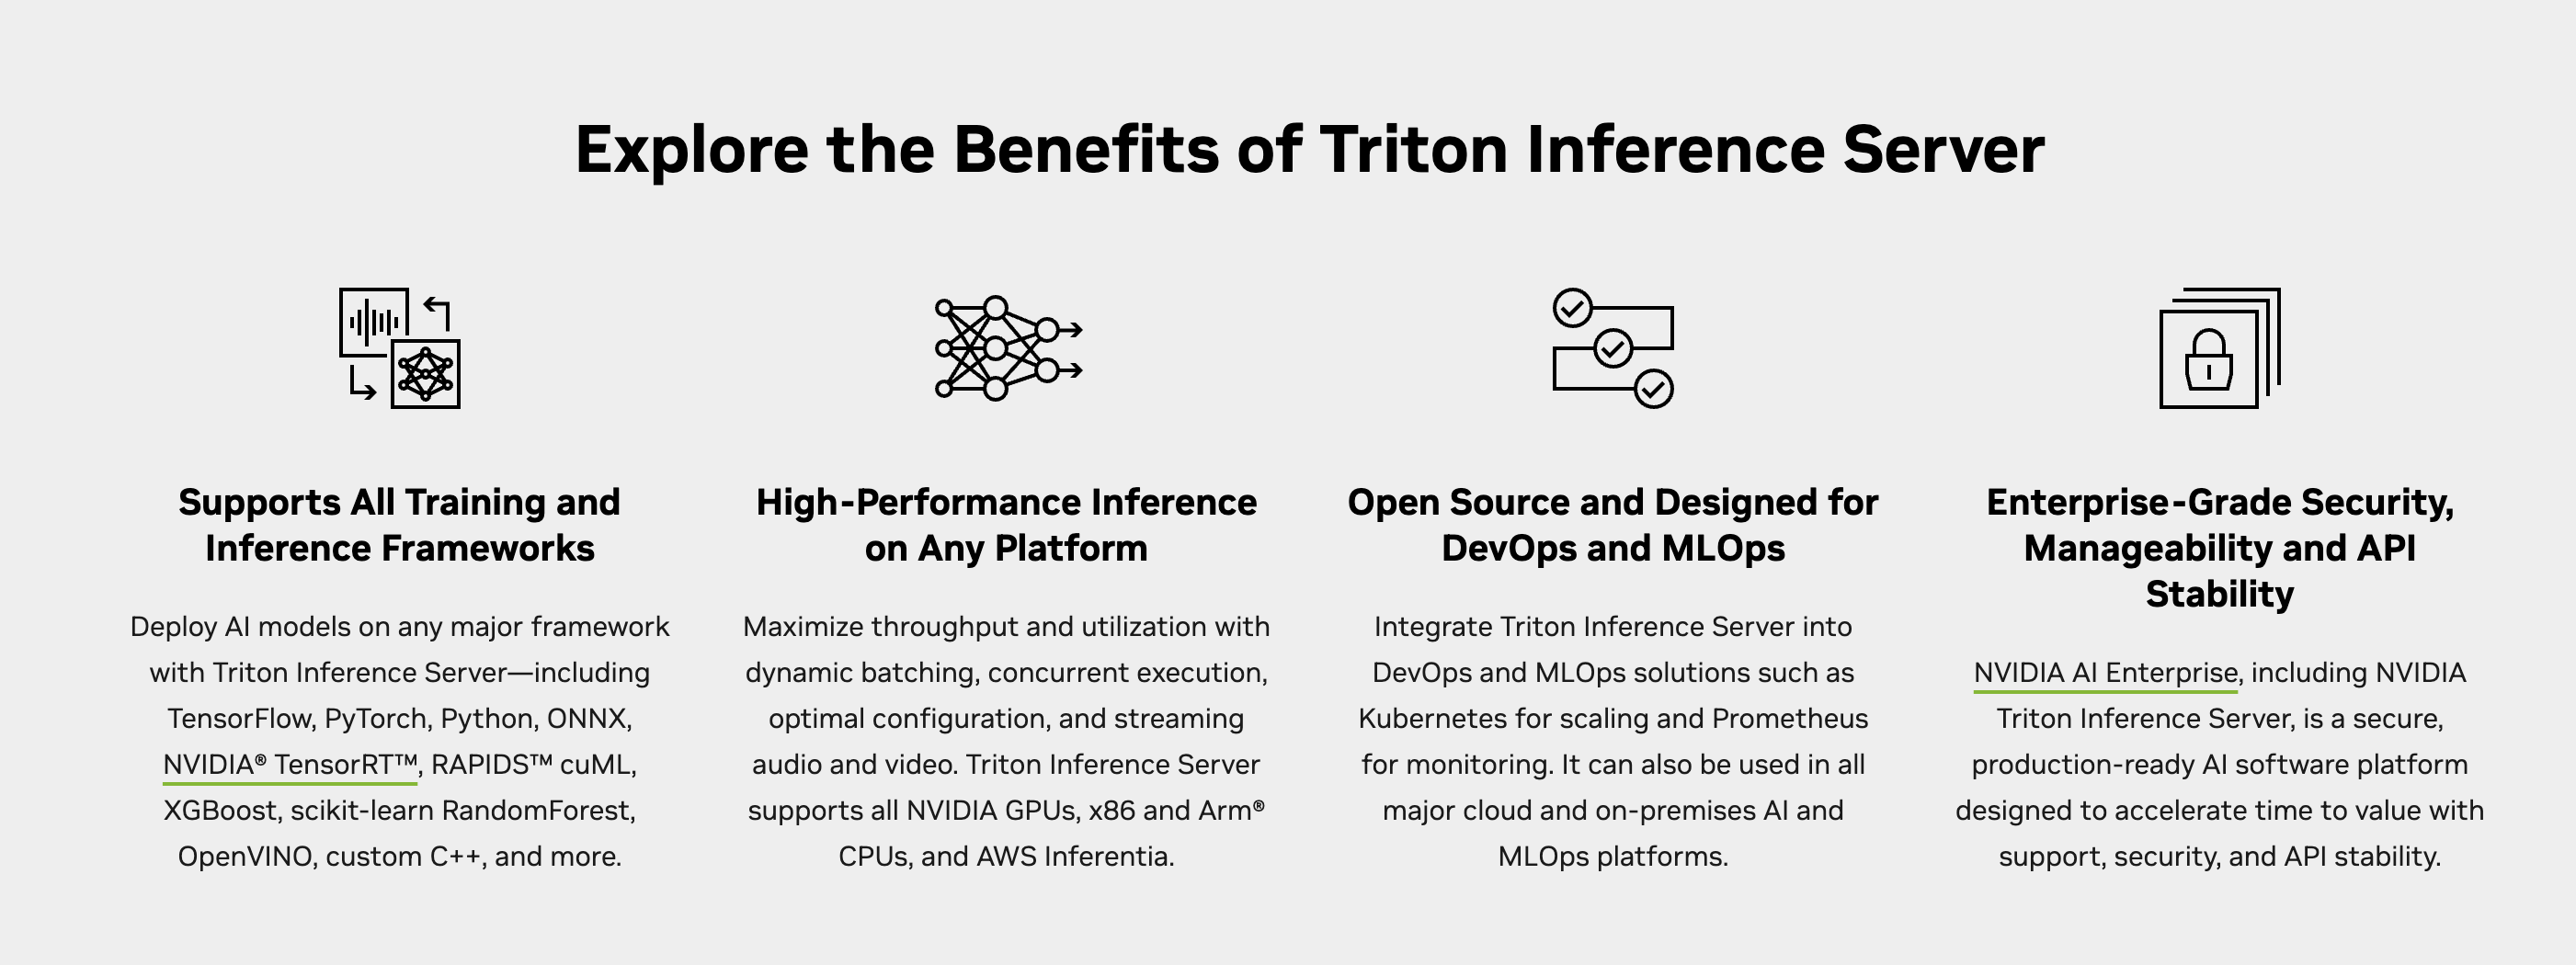 Explore the Benefits of Triton Inference Server
Supports All Training and
Inference Frameworks
Deploy AI models on any major framework
with Triton Inference Server—including
TensorFlow, PyTorch, Python, ONNX,
NVIDIA® TensorRT™, RAPIDS™ cuML,
XGBoost, scikit-learn RandomForest,
OpenVINO, custom C++, and more.
High-Performance Inference
on Any Platform
Maximize throughput and utilization with
dynamic batching, concurrent execution,
optimal configuration, and streaming
audio and video. Triton Inference Server
supports all NVIDIA GPUs, x86 and Arm®
CPUs, and AWS Inferentia.
Open Source and Designed for
DevOps and MLOps
Integrate Triton Inference Server into
DevOps and MLOps solutions such as
Kubernetes for scaling and Prometheus
for monitoring. It can also be used in all
major cloud and on-premises AI and
MLOps platforms.
Enterprise-Grade Security,
Manageability and API
Stability
NVIDIA AI Enterprise, including NVIDIA
Triton Inference Server, is a secure,
production-ready AI software platform
designed to accelerate time to value with
support, security, and API stability.